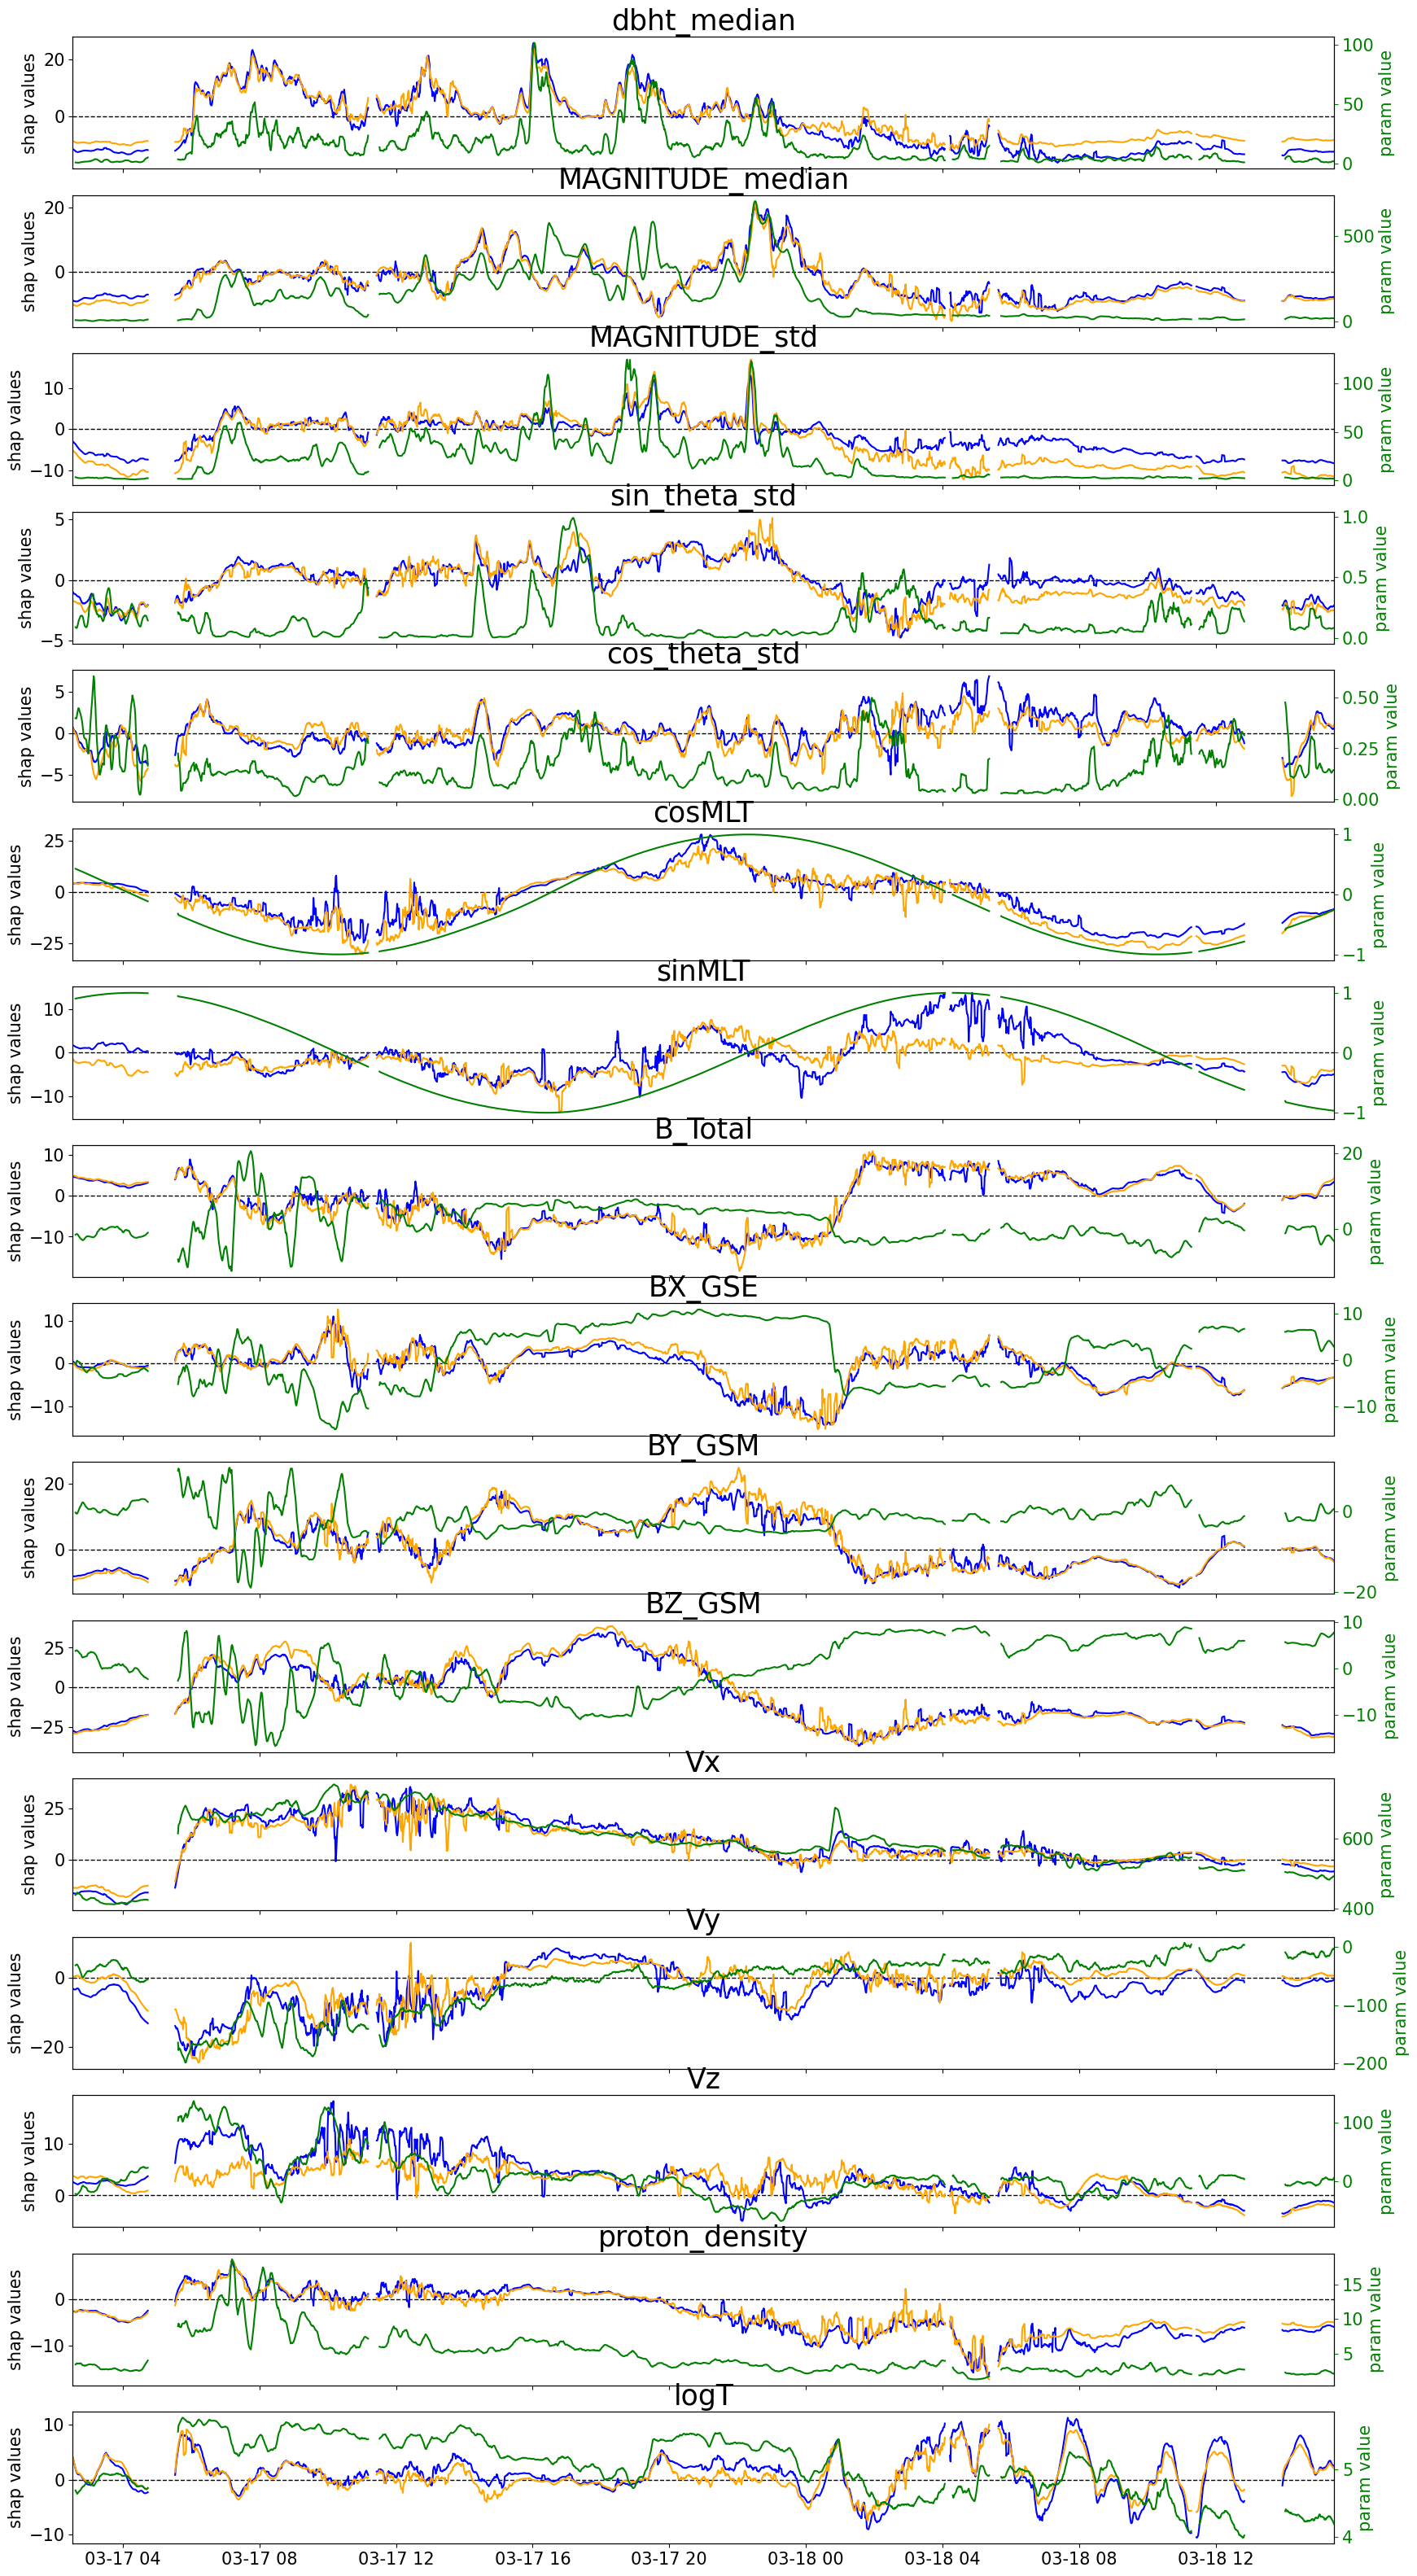 dbht_median
shap values
20
0
100
50
0
param value
MAGNITUDE_median
shap values
20
0
500
0
param value
MAGNITUDE_std
shap values
10
0
−10
100
50
0
param value
sin_theta_std
shap values
5
0
−5
1.0
0.5
0.0
param value
cos_theta_std
shap values
5
0
−5
0.50
0.25
0.00
param value
cosMLT
shap values
25
0
−25
1
0
−1
param value
sinMLT
shap values
10
0
−10
1
0
−1
param value
B_Total
shap values
10
0
−10
20
0
param value
BX_GSE
shap values
10
0
−10
10
0
−10
param value
BY_GSM
shap values
20
0
0
−20
param value
BZ_GSM
shap values
25
0
−25
10
0
−10
param value
Vx
shap values
25
0
600
400
param value
Vy
shap values
0
−20
0
−100
−200
param value
Vz
shap values
10
0
100
0
param value
proton_density
shap values
0
−10
15
10
5
param value
logT
shap values
10
0
−10
5
4
param value
03-17 04
03-17 08
03-17 12
03-17 16
03-17 20
03-18 00
03-18 04
03-18 08
03-18 12